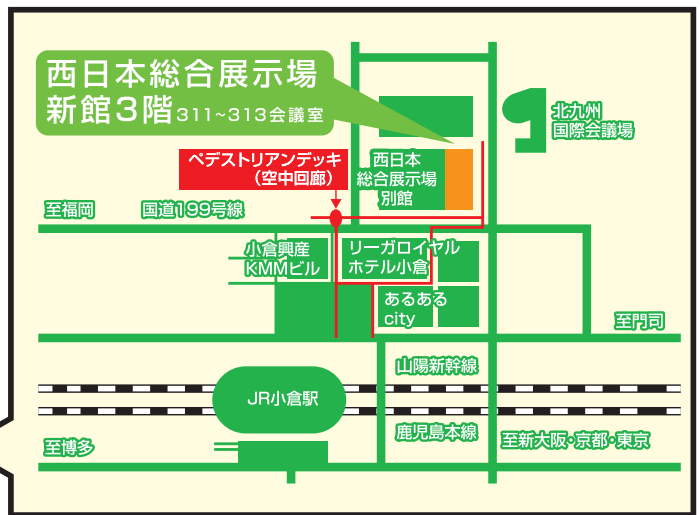 西日本総合展示場
新館3階311~313会議室
北九州
国際会議場
ペデストリアンデッキ
(空中回廊)
西日本
総合展示場
別館
至福岡
国道199号線
小倉興産
KMMビル
リーガロイヤル
ホテル小倉
あるある
city
至門司
山陽新幹線
JR小倉駅
鹿児島本線
至博多
至新大阪・京都・東京